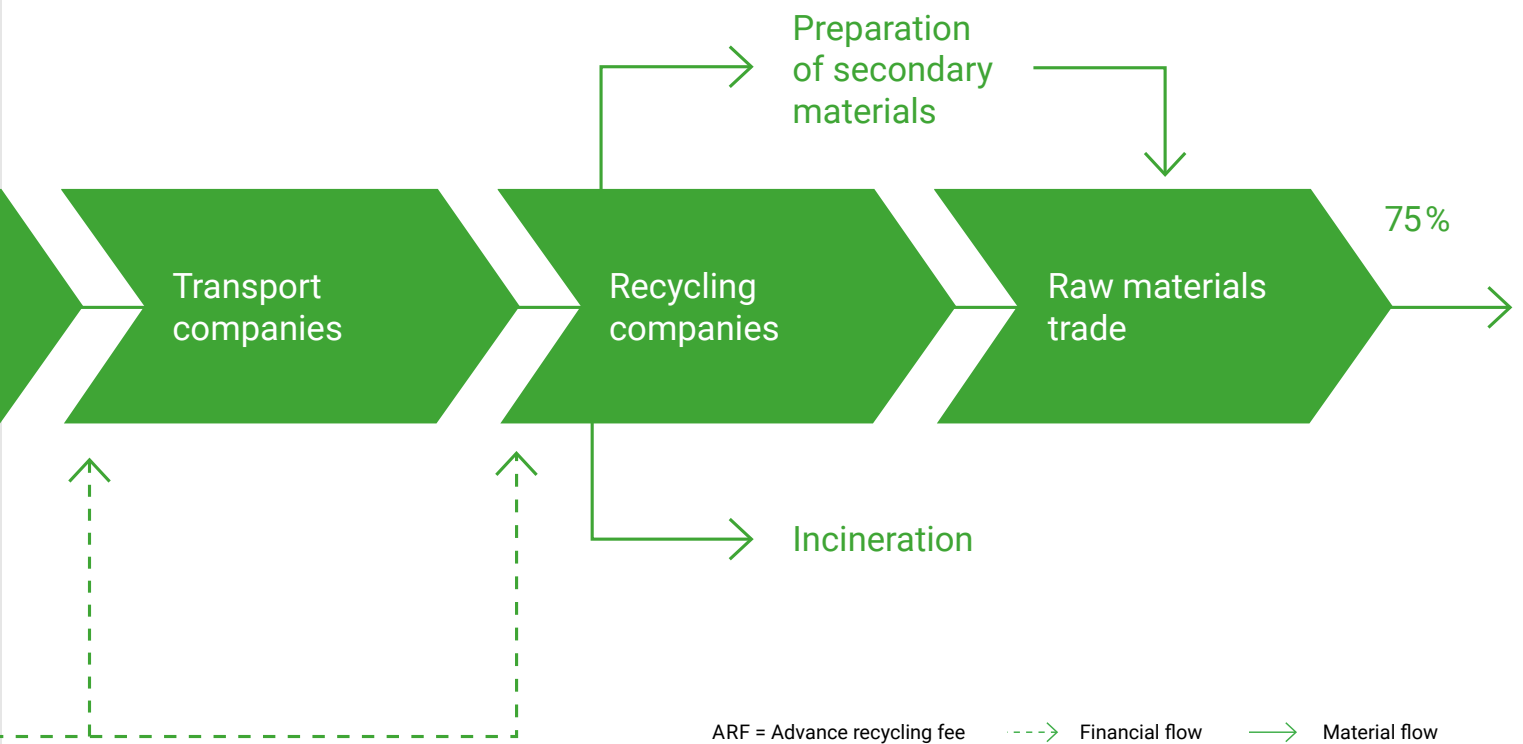 Preparation
of secondary
materials
75 %
Transport
companies
Recycling
companies
Raw materials
trade
Incineration
ARF = Advance recycling fee
Financial flow
Material flow